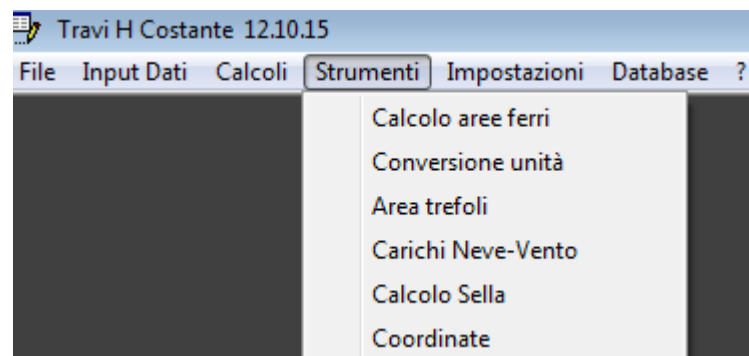 Travi H Costante 12.10.15
File Input Dati Calcoli Strumenti Impostazioni Database ?
Calcolo aree ferri
Conversione unità
Area trefoli
Carichi Neve-Vento
Calcolo Sella
Coordinate